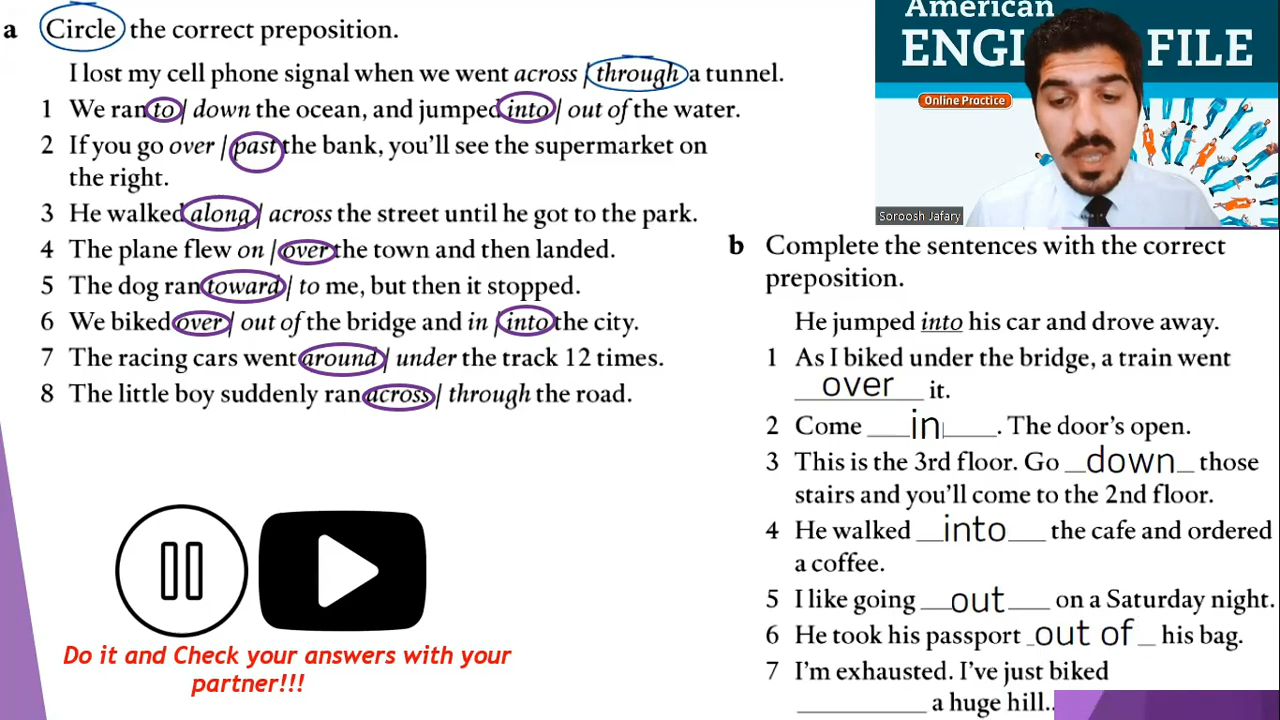 a Circle the correct preposition.
I lost my cell phone signal when we went across | through a tunnel.
1 We ran to | down the ocean, and jumped into | out of the water.
2 If you go over | past the bank, you'll see the supermarket on
the right.
3 He walked along | across the street until he got to the park.
4 The plane flew on | over the town and then landed.
5 The dog ran toward | to me, but then it stopped.
6 We biked over | out of the bridge and in | into the city.
7 The racing cars went around | under the track 12 times.
8 The little boy suddenly ran across | through the road.
Do it and Check your answers with your
partner!!!
American
ENGL FILE
Online Practice
Soroosh Jafary
b Complete the sentences with the correct
preposition.
He jumped into his car and drove away.
1 As I biked under the bridge, a train went
over it.
2 Come in. The door's open.
3 This is the 3rd floor. Go down those
stairs and you'll come to the 2nd floor.
4 He walked into the cafe and ordered
a coffee.
5 I like going out on a Saturday night.
6 He took his passport out of his bag.
7 I'm exhausted. I've just biked
____________ a huge hill..